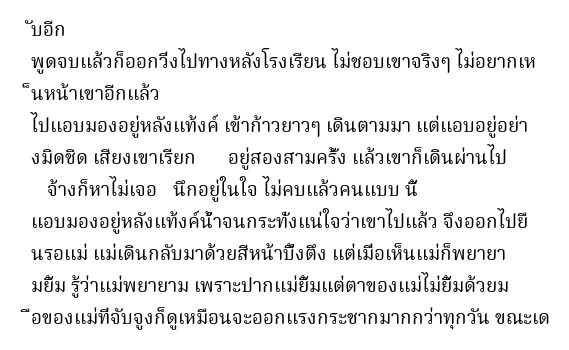 ับอีก
พูดจบแล้วก็ออกวิ่งไปทางหลังโรงเรียน ไม่ชอบเขาจริงๆ ไม่อยากเห
็นหน้าเขาอีกแล้ว
ไปแอบมองอยู่หลังแท้งค์ เข้าก้าวยาวๆ เดินตามมา แต่แอบอยู่อย่า
งมิดชิด เสียงเขาเรียก อยู่สองสามครั้ง แล้วเขาก็เดินผ่านไป
จ้างก็หาไม่เจอ นึกอยู่ในใจ ไม่คบแล้วคนแบบ นี้
แอบมองอยู่หลังแท้งค์น้ำจนกระทั่งแน่ใจว่าเขาไปแล้ว จึงออกไปยื
นรอแม่ แม่เดินกลับมาด้วยสีหน้าบึ้งตึง แต่เมื่อเห็นแม่ก็พยายา
มยิ้ม รู้ว่าแม่พยายาม เพราะปากแม่ยิ้มแต่ตาของแม่ไม่ยิ้มด้วยม
ือของแม่ที่จับจูงก็ดูเหมือนจะออกแรงกระชากมากกว่าทุกวัน ขณะเด